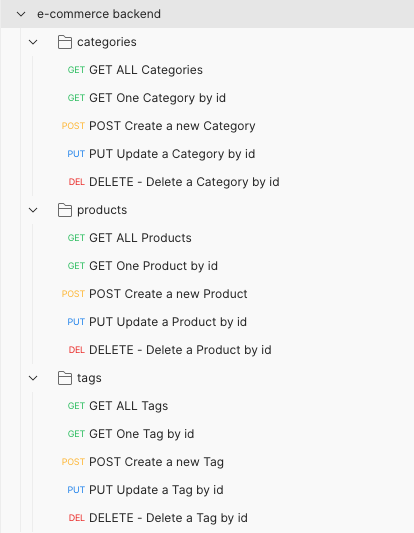 e-commerce backend
categories
GET GET ALL Categories
GET GET One Category by id
POST POST Create a new Category
PUT PUT Update a Category by id
DEL DELETE - Delete a Category by id
products
GET GET ALL Products
GET GET One Product by id
POST POST Create a new Product
PUT PUT Update a Product by id
DEL DELETE - Delete a Product by id
tags
GET GET ALL Tags
GET GET One Tag by id
POST POST Create a new Tag
PUT PUT Update a Tag by id
DEL DELETE - Delete a Tag by id